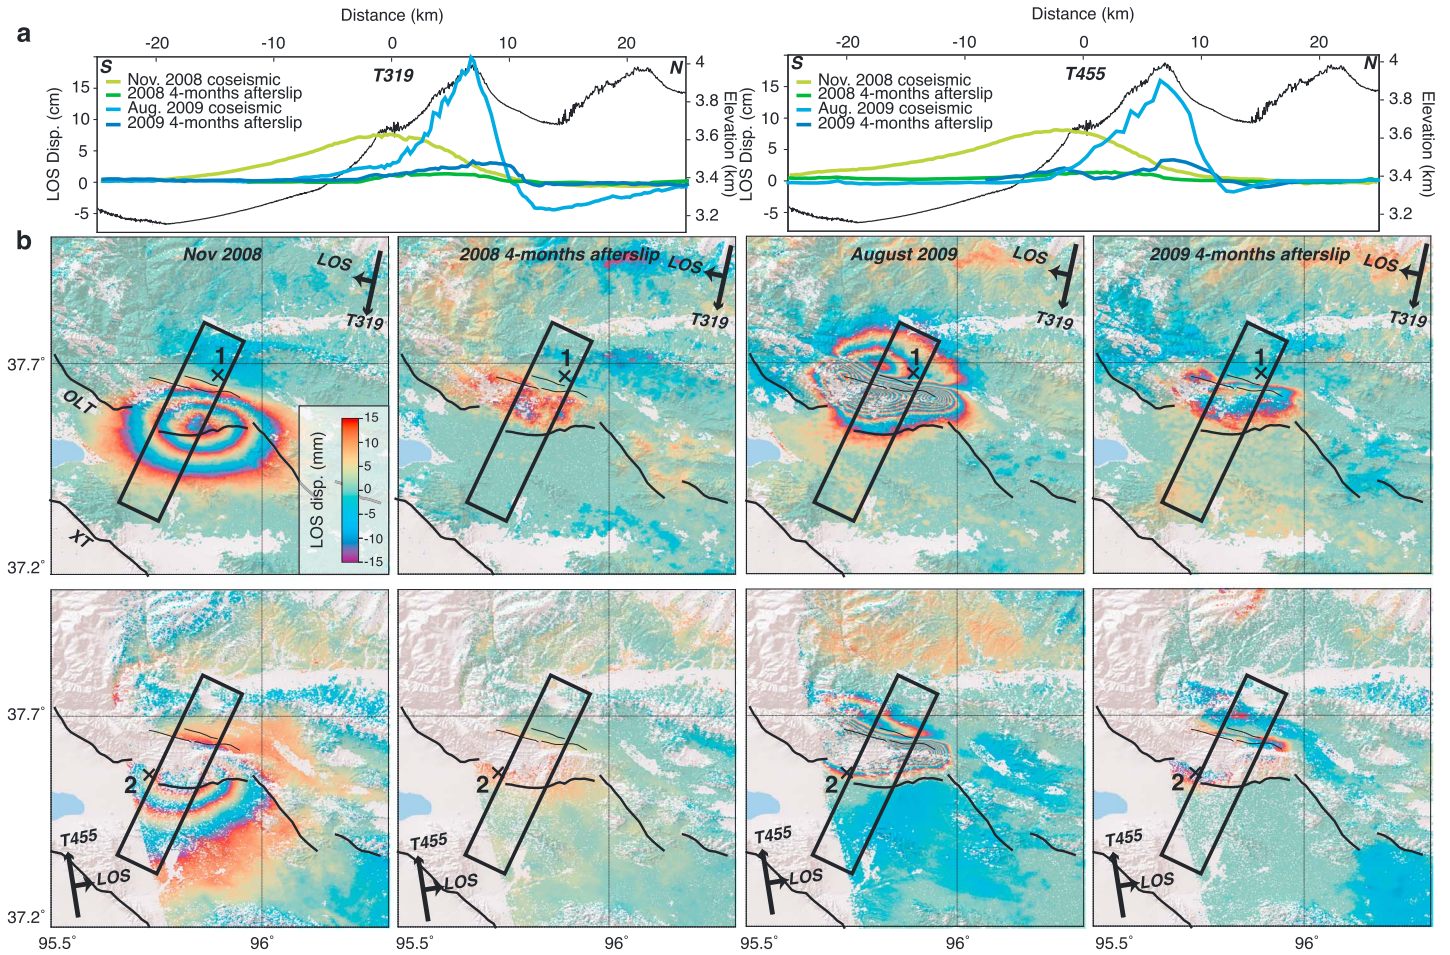 a
Distance (km)
-20 -10 0 10 20
S T319 N
Nov. 2008 coseismic
2008 4-months afterslip
Aug. 2009 coseismic
2009 4-months afterslip
LOS Disp. (cm)
15
10
5
0
-5
4
3.8
3.6
3.4
3.2
Elevation (km)
Distance (km)
-20 -10 0 10 20
S T455 N
Nov. 2008 coseismic
2008 4-months afterslip
Aug. 2009 coseismic
2009 4-months afterslip
LOS Disp. (cm)
15
10
5
0
-5
4
3.8
3.6
3.4
3.2
Elevation (km)
b
Nov 2008
LOS
T319
1
OLT
XT
37.7°
37.2°
LOS disp. (mm)
15
10
5
0
-5
-10
-15
2008 4-months afterslip
LOS
T319
1
August 2009
LOS
T319
1
2009 4-months afterslip
LOS
T319
1
37.7°
37.2°
2
T455
LOS
2
T455
LOS
2
T455
LOS
2
T455
LOS
95.5° 96° 95.5° 96° 95.5° 96° 95.5° 96°